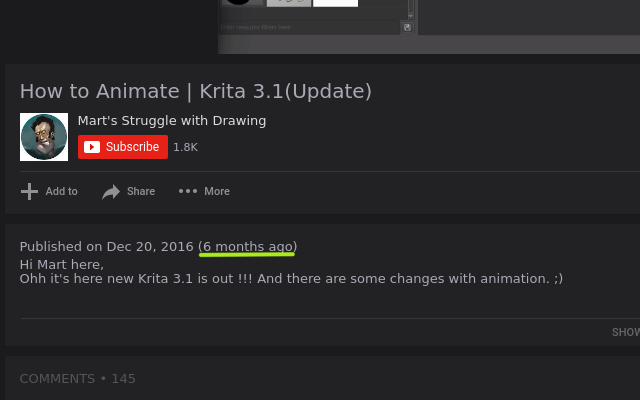 How to Animate | Krita 3.1(Update)
Mart's Struggle with Drawing
Subscribe 1.8K
Add to Share More
Published on Dec 20, 2016 (6 months ago)
Hi Mart here,
Ohh it's here new Krita 3.1 is out !!! And there are some changes with animation. ;)
SHOW
COMMENTS • 145